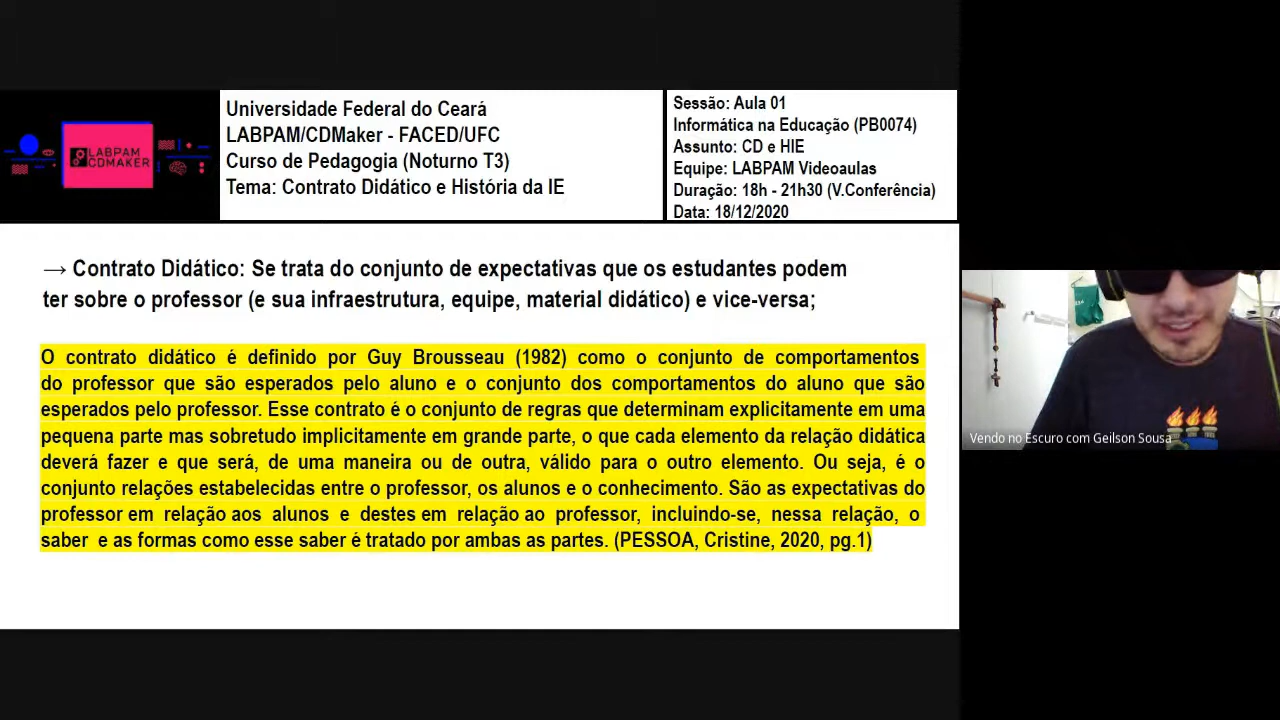 LABPAM
CDMAKER
Universidade Federal do Ceará
LABPAM/CDMaker - FACED/UFC
Curso de Pedagogia (Noturno T3)
Tema: Contrato Didático e História da IE
Sessão: Aula 01
Informática na Educação (PB0074)
Assunto: CD e HIE
Equipe: LABPAM Videoaulas
Duração: 18h - 21h30 (V.Conferência)
Data: 18/12/2020
→ Contrato Didático: Se trata do conjunto de expectativas que os estudantes podem
ter sobre o professor (e sua infraestrutura, equipe, material didático) e vice-versa;
O contrato didático é definido por Guy Brousseau (1982) como o conjunto de comportamentos
do professor que são esperados pelo aluno e o conjunto dos comportamentos do aluno que são
esperados pelo professor. Esse contrato é o conjunto de regras que determinam explicitamente em uma
pequena parte mas sobretudo implicitamente em grande parte, o que cada elemento da relação didática
deverá fazer e que será, de uma maneira ou de outra, válido para o outro elemento. Ou seja, é o
conjunto relações estabelecidas entre o professor, os alunos e o conhecimento. São as expectativas do
professor em relação aos alunos e destes em relação ao professor, incluindo-se, nessa relação, o
saber e as formas como esse saber é tratado por ambas as partes. (PESSOA, Cristine, 2020, pg.1)
Vendo no Escuro com Geilson Sousa